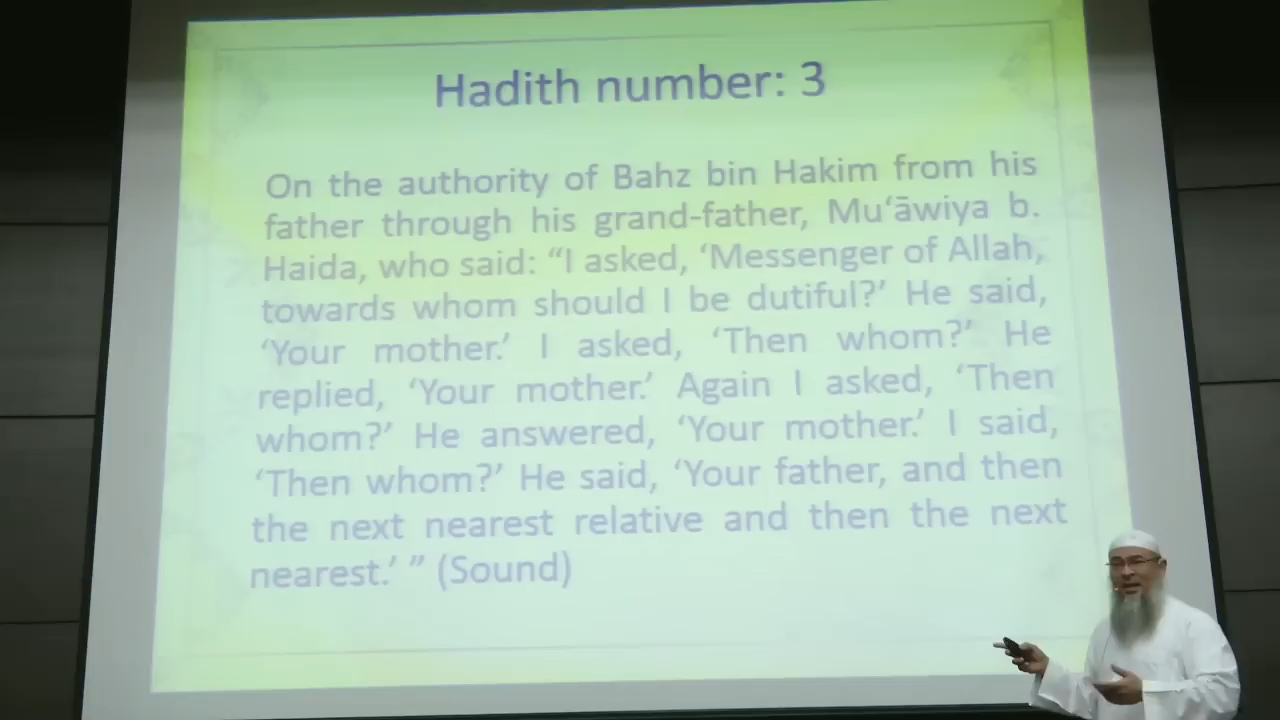 Hadith number: 3
On the authority of Bahz bin Hakim from his
father through his grand-father, Mu‘āwiya b.
Haida, who said: “I asked, ‘Messenger of Allah,
towards whom should I be dutiful?’ He said,
‘Your mother.’ I asked, ‘Then whom?’ He
replied, ‘Your mother.’ Again I asked, ‘Then
whom?’ He answered, ‘Your mother.’ I said,
‘Then whom?’ He said, ‘Your father, and then
the next nearest relative and then the next
nearest.’ ” (Sound)